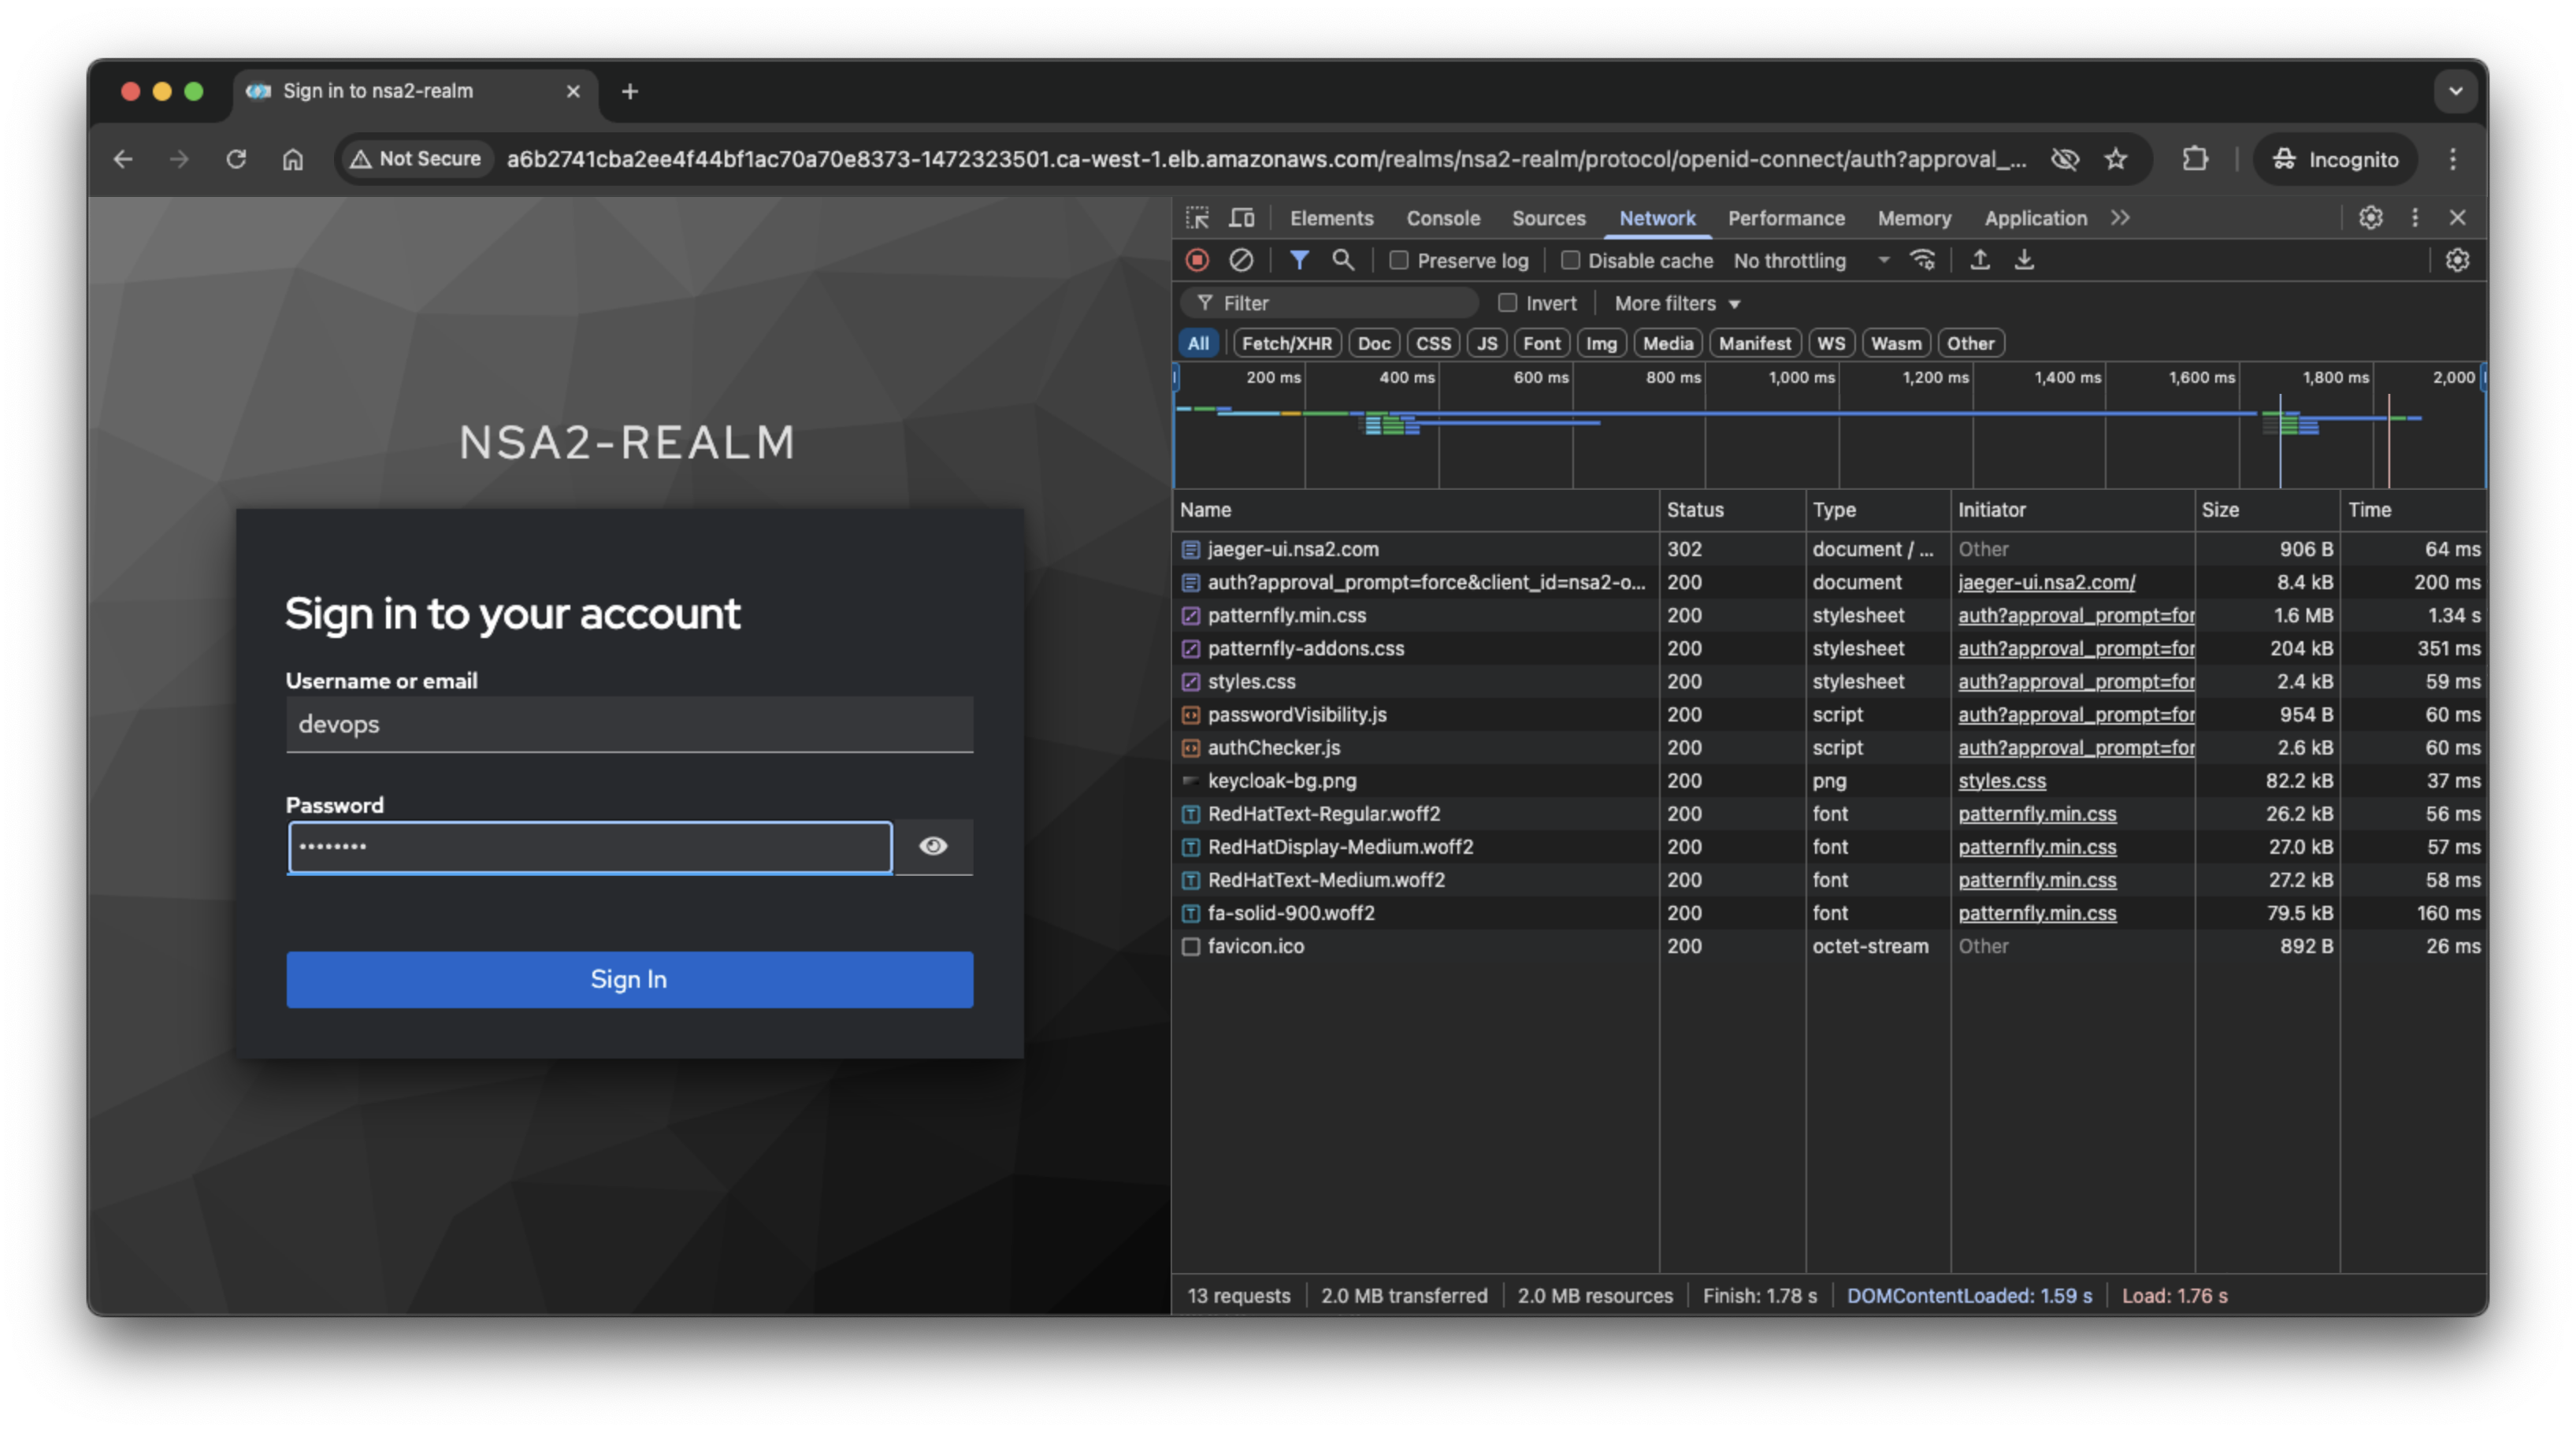 Sign in to nsa2-realm
Not Secure a6b2741cba2ee4f44bf1ac70a70e8373-1472323501.ca-west-1.elb.amazonaws.com/realms/nsa2-realm/protocol/openid-connect/auth?approval_... Incognito
NSA2-REALM
Sign in to your account
Username or email
devops
Password
••••••••
Sign In
Elements Console Sources Network Performance Memory Application
Preserve log Disable cache No throttling
Filter Invert More filters
All Fetch/XHR Doc CSS JS Font Img Media Manifest WS Wasm Other
200 ms 400 ms 600 ms 800 ms 1,000 ms 1,200 ms 1,400 ms 1,600 ms 1,800 ms 2,000
Name Status Type Initiator Size Time
jaeger-ui.nsa2.com 302 document / ... Other 906 B 64 ms
auth?approval_prompt=force&client_id=nsa2-o... 200 document jaeger-ui.nsa2.com/ 8.4 kB 200 ms
patternfly.min.css 200 stylesheet auth?approval_prompt=for 1.6 MB 1.34 s
patternfly-addons.css 200 stylesheet auth?approval_prompt=for 204 kB 351 ms
styles.css 200 stylesheet auth?approval_prompt=for 2.4 kB 59 ms
passwordVisibility.js 200 script auth?approval_prompt=for 954 B 60 ms
authChecker.js 200 script auth?approval_prompt=for 2.6 kB 60 ms
keycloak-bg.png 200 png styles.css 82.2 kB 37 ms
RedHatText-Regular.woff2 200 font patternfly.min.css 26.2 kB 56 ms
RedHatDisplay-Medium.woff2 200 font patternfly.min.css 27.0 kB 57 ms
RedHatText-Medium.woff2 200 font patternfly.min.css 27.2 kB 58 ms
fa-solid-900.woff2 200 font patternfly.min.css 79.5 kB 160 ms
favicon.ico 200 octet-stream Other 892 B 26 ms
13 requests 2.0 MB transferred 2.0 MB resources Finish: 1.78 s DOMContentLoaded: 1.59 s Load: 1.76 s